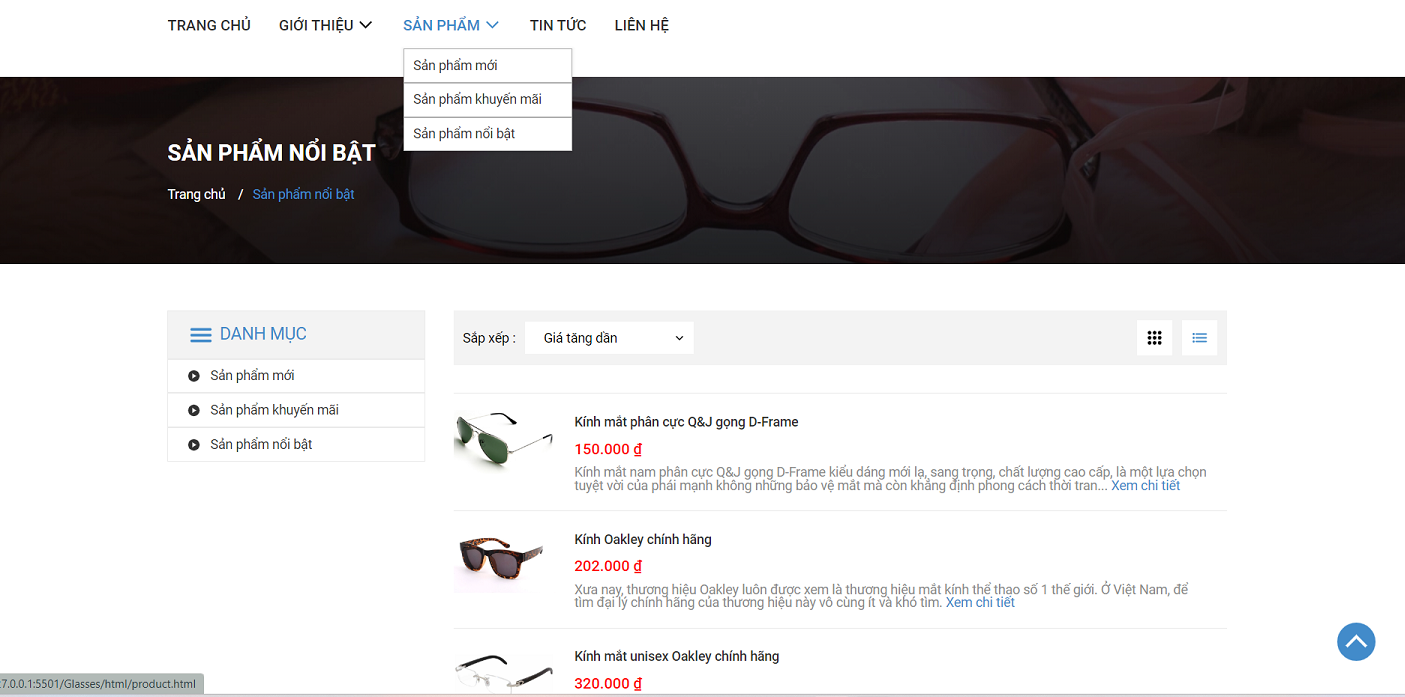 TRANG CHỦ GIỚI THIỆU SẢN PHẨM TIN TỨC LIÊN HỆ
Sản phẩm mới
Sản phẩm khuyến mãi
Sản phẩm nổi bật
SẢN PHẨM NỔI BẬT
Trang chủ / Sản phẩm nổi bật
DANH MỤC
Sản phẩm mới
Sản phẩm khuyến mãi
Sản phẩm nổi bật
Sắp xếp : Giá tăng dần
Kính mắt phân cực Q&J gọng D-Frame
150.000 ₫
Kính mắt nam phân cực Q&J gọng D-Frame kiểu dáng mới lạ, sang trọng, chất lượng cao cấp, là một lựa chọn
tuyệt vời của phái mạnh không những bảo vệ mắt mà còn khẳng định phong cách thời tran... Xem chi tiết
Kính Oakley chính hãng
202.000 ₫
Xưa nay, thương hiệu Oakley luôn được xem là thương hiệu mắt kính thể thao số 1 thế giới. Ở Việt Nam, để
tìm đại lý chính hãng của thương hiệu này vô cùng ít và khó tìm. Xem chi tiết
Kính mắt unisex Oakley chính hãng
320.000 ₫
7.0.0.1:5501/Glasses/html/product.html